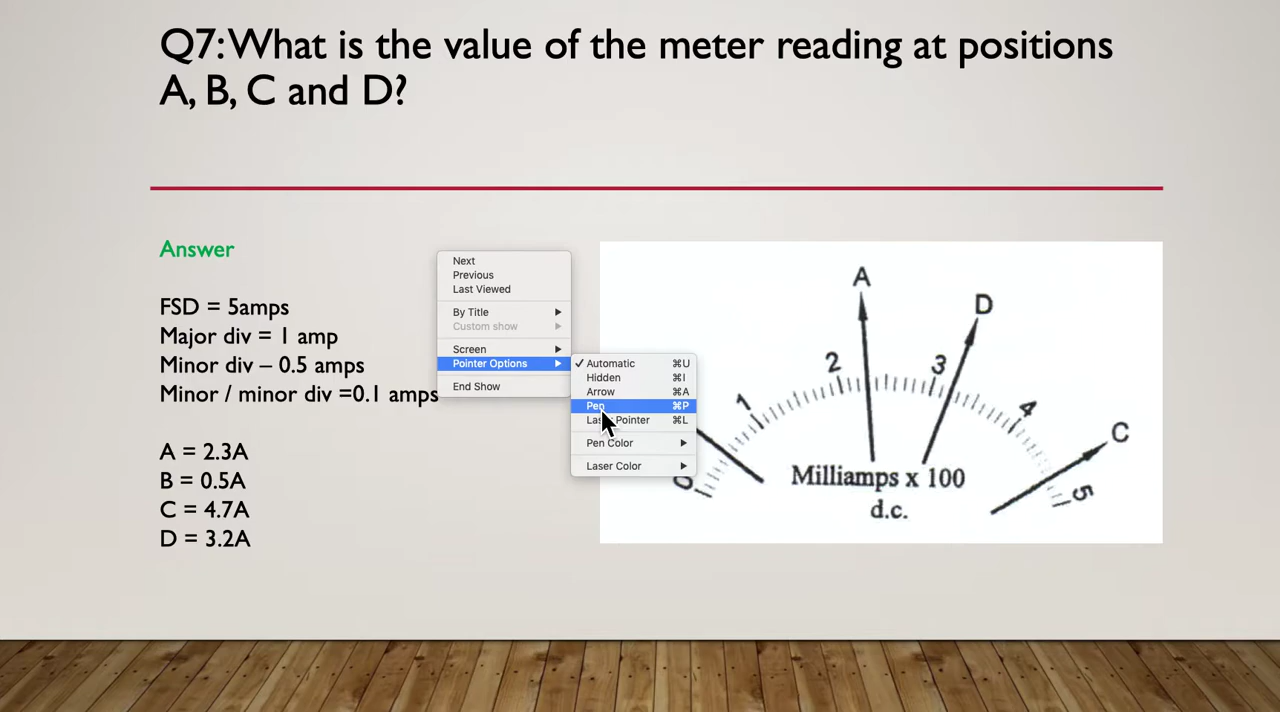 Q7: What is the value of the meter reading at positions
A, B, C and D?
Answer
FSD = 5amps
Major div = 1 amp
Minor div – 0.5 amps
Minor / minor div =0.1 amps
A = 2.3A
B = 0.5A
C = 4.7A
D = 3.2A
Next
Previous
Last Viewed
By Title
Custom show
Screen
Pointer Options
End Show
✓ Automatic ⌘U
Hidden ⌘I
Arrow ⌘A
Pen ⌘P
Pointer ⌘L
Pen Color
Laser Color
A
D
2
3
1
4
C
0
5
Milliamps x 100
d.c.